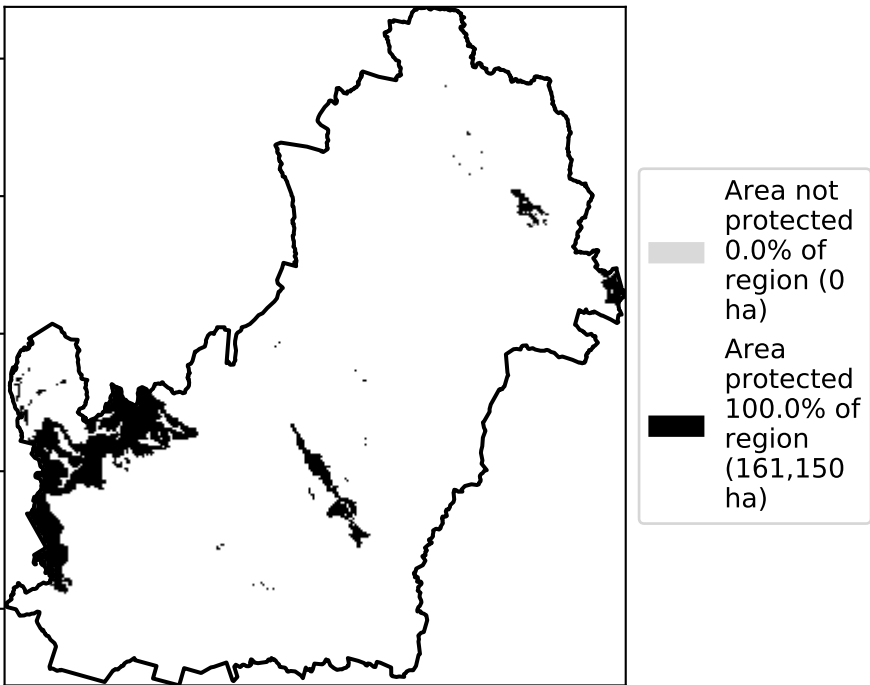 Area not
protected
0.0% of
region (0
ha)
Area
protected
100.0% of
region
(161,150
ha)